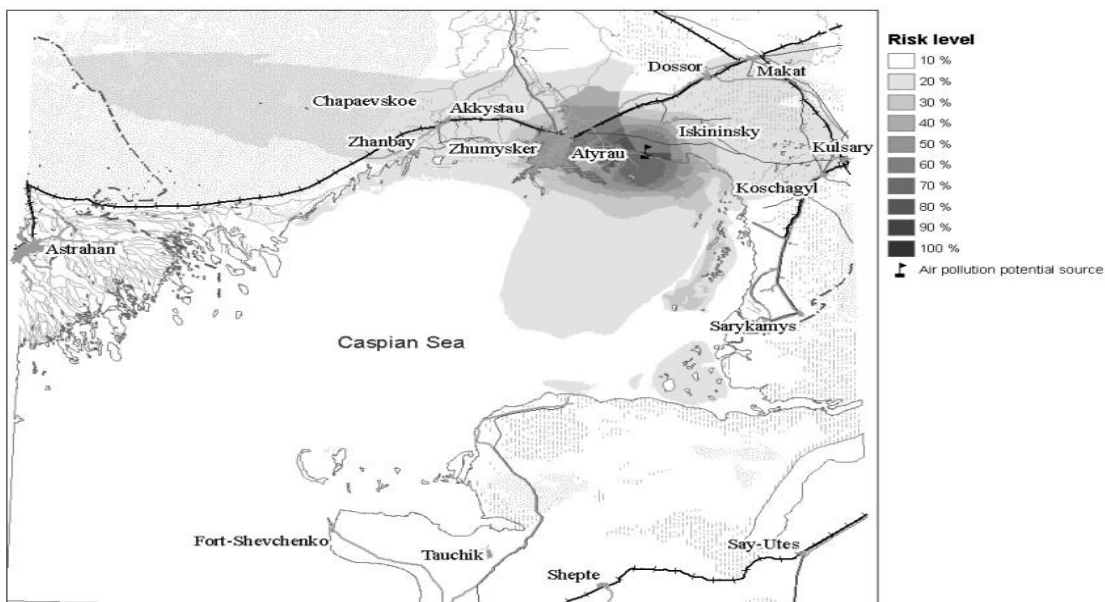 Risk level
10 %
20 %
30 %
40 %
50 %
60 %
70 %
80 %
90 %
100 %
Air pollution potential source
Dossor
Makat
Chapaevskoe
Akkystau
Iskininsky
Zhanbay
Zhumysker
Atyrau
Kulsary
Koschagyl
Astrahan
Sarykamys
Caspian Sea
Fort-Shevchenko
Tauchik
Say-Utes
Shepte